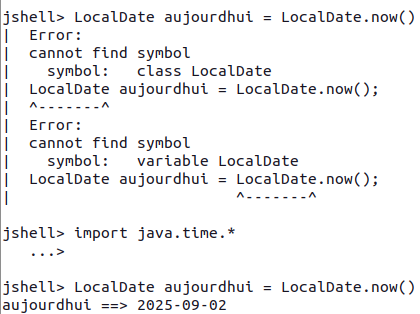 jshell> LocalDate aujourdhui = LocalDate.now()
|  Error:
|  cannot find symbol
|    symbol:   class LocalDate
|  LocalDate aujourdhui = LocalDate.now();
|  ^-------^
|  Error:
|  cannot find symbol
|    symbol:   variable LocalDate
|  LocalDate aujourdhui = LocalDate.now();
|                         ^-------^
jshell> import java.time.*
   ...>
jshell> LocalDate aujourdhui = LocalDate.now()
aujourdhui ==> 2025-09-02